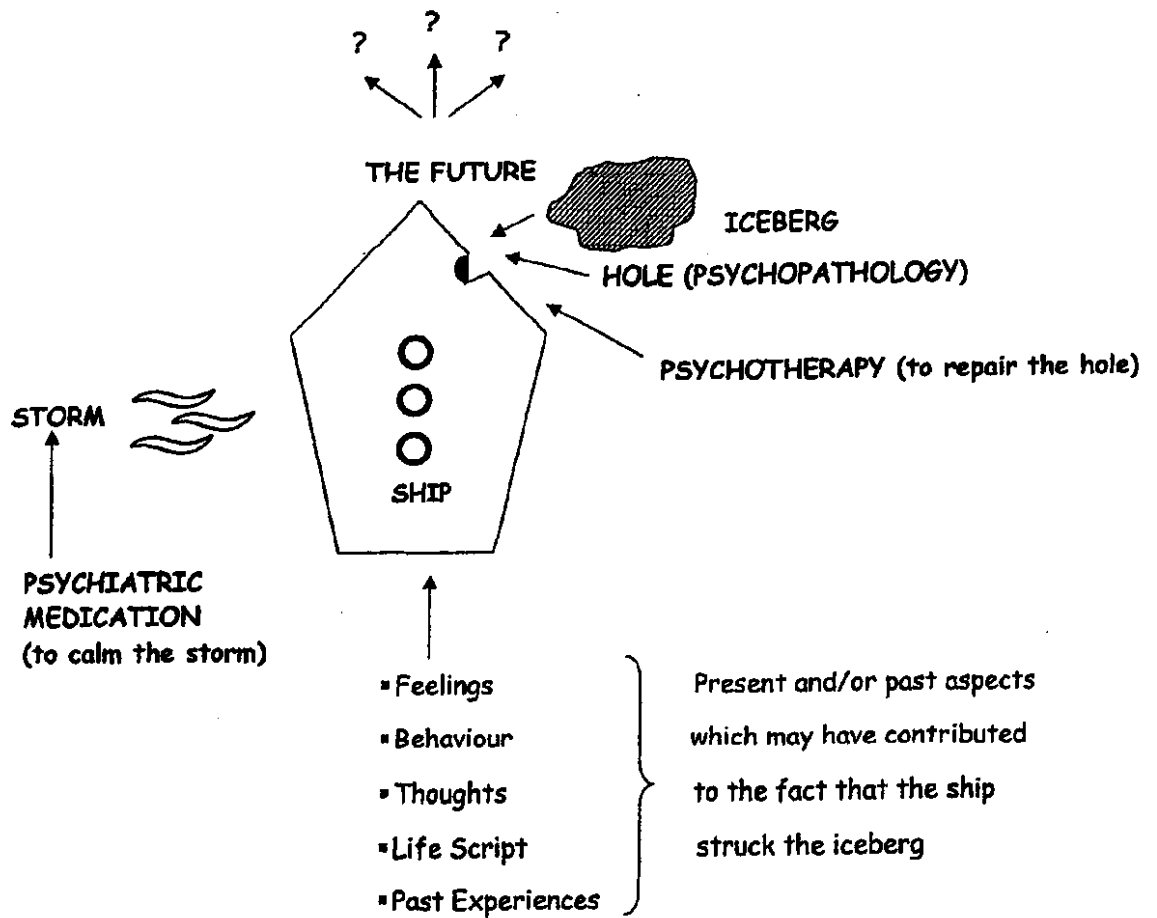 ?
? ?
THE FUTURE
ICEBERG
HOLE (PSYCHOPATHOLOGY)
PSYCHOTHERAPY (to repair the hole)
STORM
SHIP
PSYCHIATRIC
MEDICATION
(to calm the storm)
▪Feelings
▪Behaviour
▪Thoughts
▪Life Script
▪Past Experiences
Present and/or past aspects
which may have contributed
to the fact that the ship
struck the iceberg